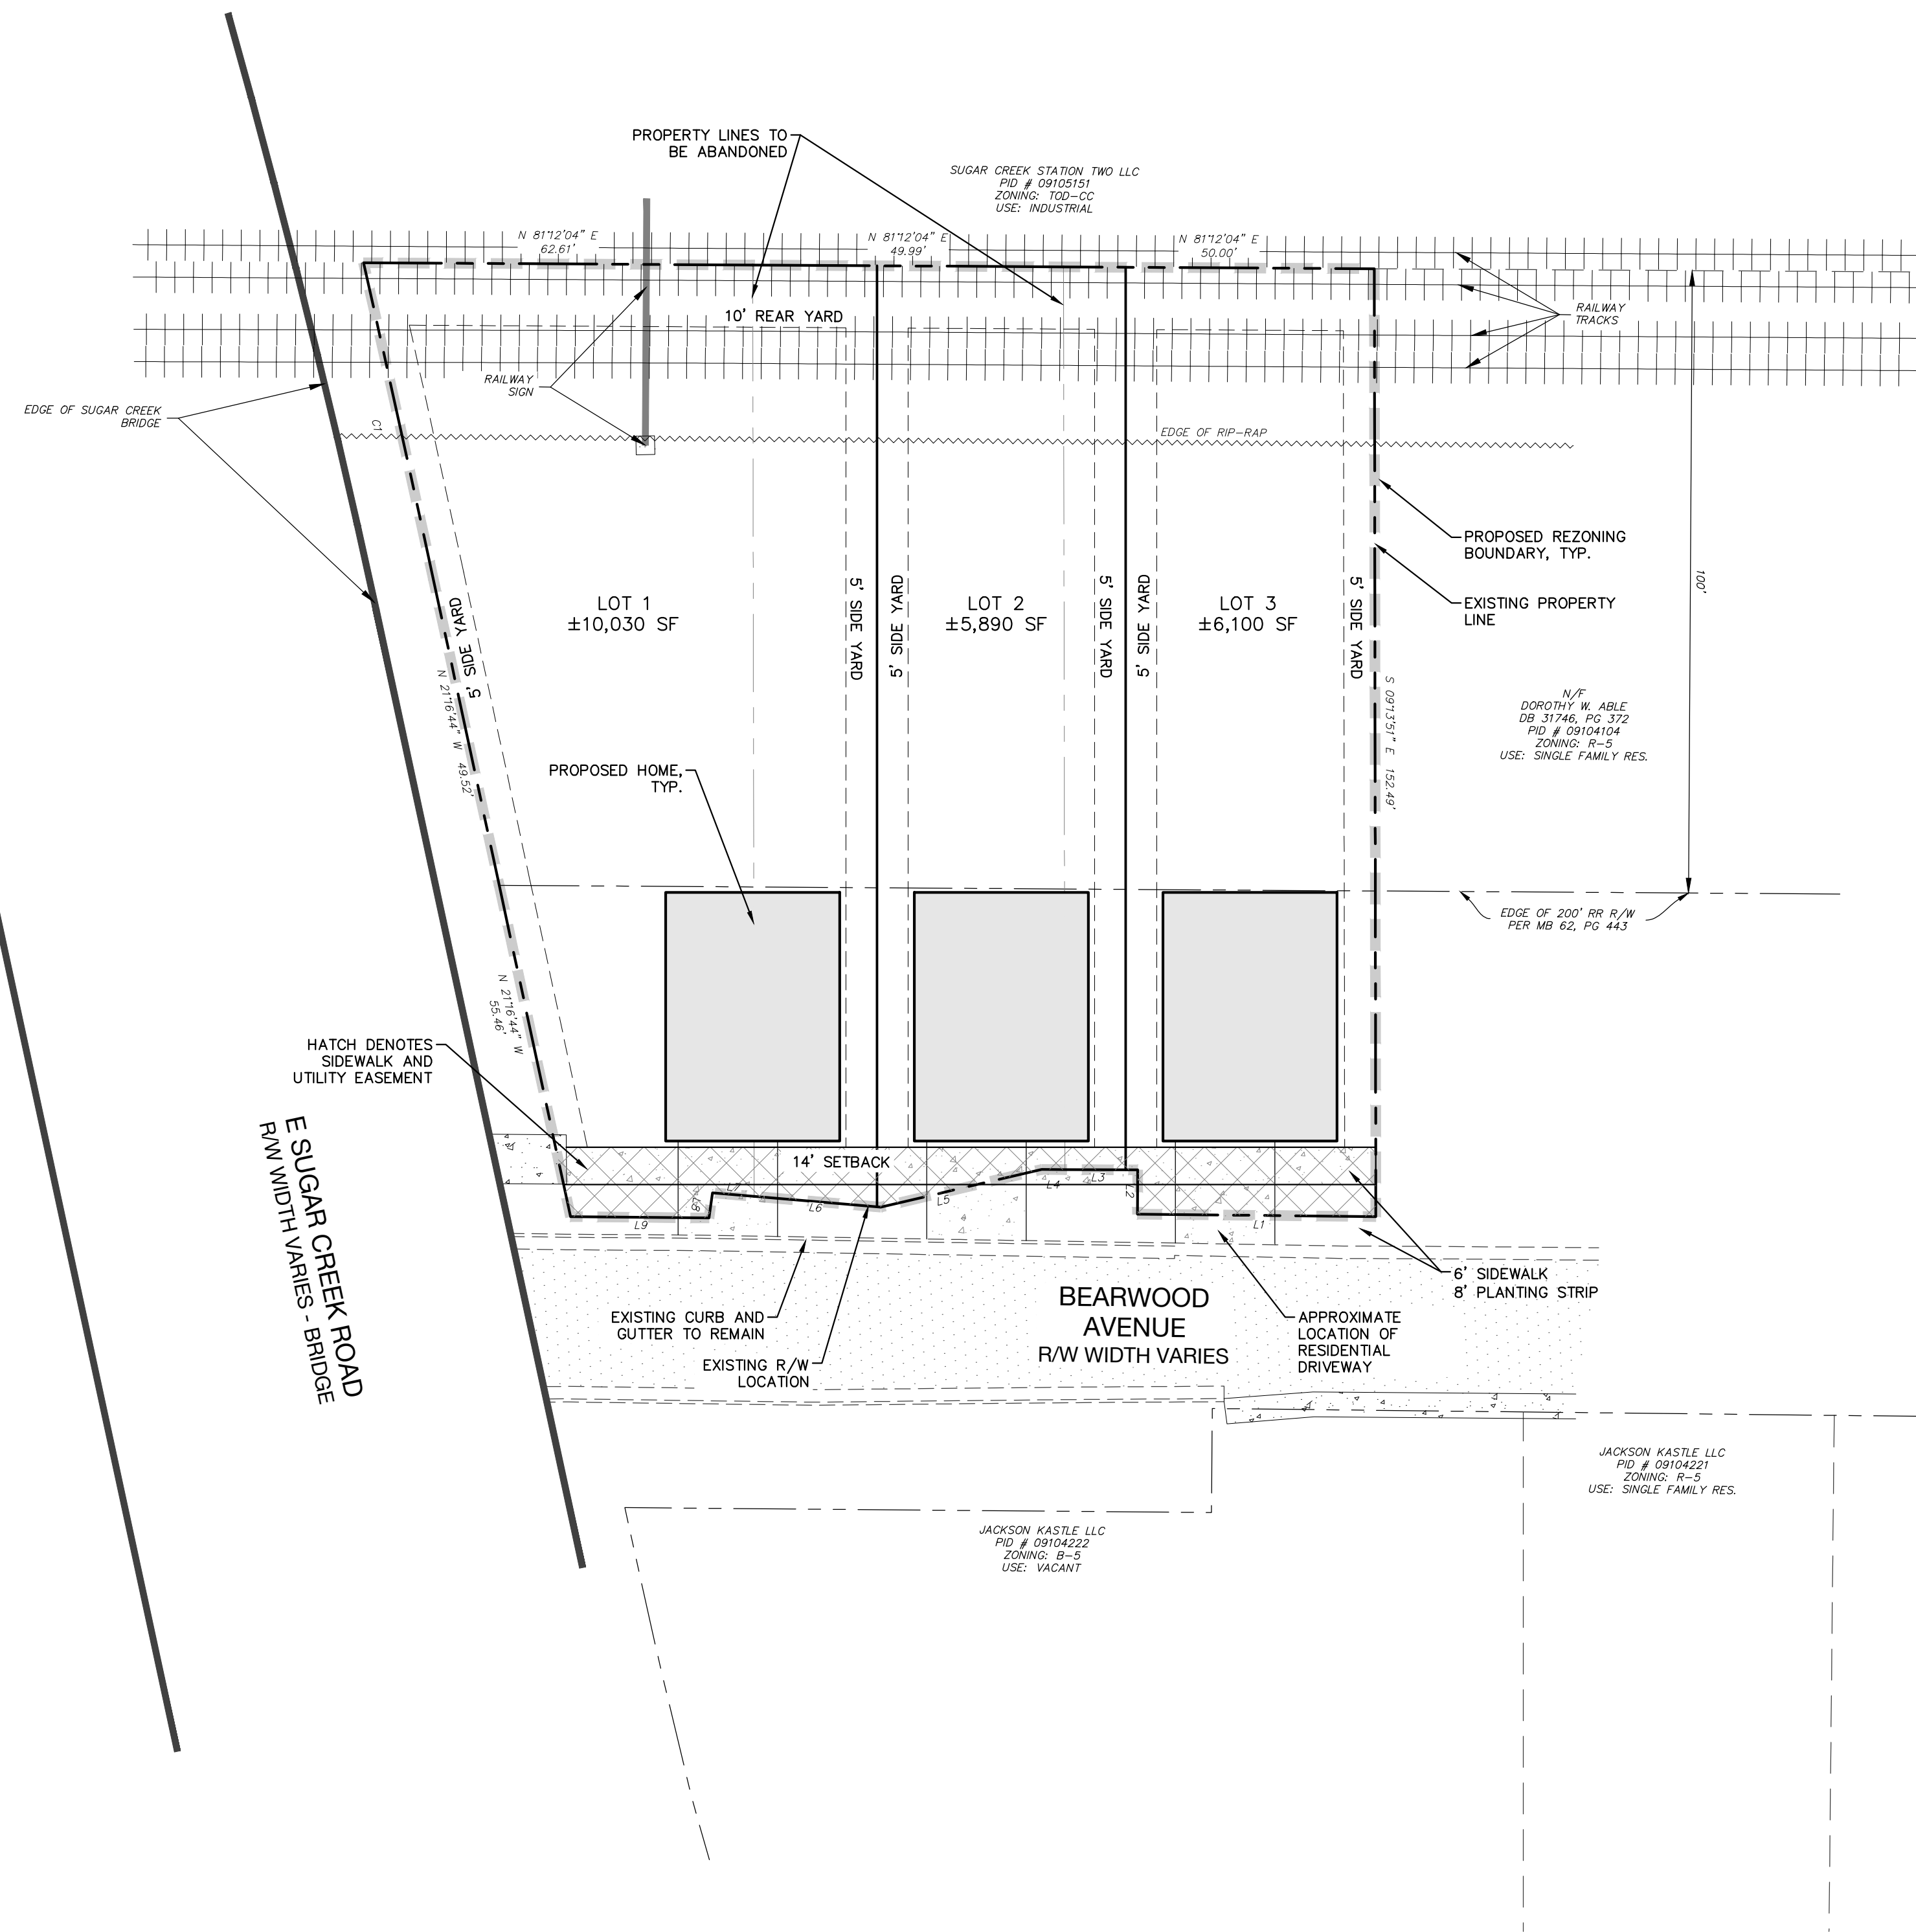 PROPERTY LINES TO
BE ABANDONED
SUGAR CREEK STATION TWO LLC
PID # 09105151
ZONING: TOD-CC
USE: INDUSTRIAL
N 81°12'04" E
62.61'
N 81°12'04" E
49.99'
N 81°12'04" E
50.00'
10' REAR YARD
RAILWAY
TRACKS
RAILWAY
SIGN
EDGE OF SUGAR CREEK
BRIDGE
C1
EDGE OF RIP-RAP
PROPOSED REZONING
BOUNDARY, TYP.
EXISTING PROPERTY
LINE
100'
LOT 1
±10,030 SF
LOT 2
±5,890 SF
LOT 3
±6,100 SF
5' SIDE YARD
5' SIDE YARD
5' SIDE YARD
5' SIDE YARD
5' SIDE YARD
5' SIDE YARD
N 21°16'44" W 49.52'
S 09°13'51" E 152.49'
N/F
DOROTHY W. ABLE
DB 31746, PG 372
PID # 09104104
ZONING: R-5
USE: SINGLE FAMILY RES.
PROPOSED HOME,
TYP.
EDGE OF 200' RR R/W
PER MB 62, PG 443
N 21°16'44" W
55.46'
HATCH DENOTES
SIDEWALK AND
UTILITY EASEMENT
14' SETBACK
L9
L8
L7
L6
L5
L4
L3
L2
L1
E SUGAR CREEK ROAD
R/W WIDTH VARIES - BRIDGE
6' SIDEWALK
8' PLANTING STRIP
BEARWOOD
AVENUE
R/W WIDTH VARIES
EXISTING CURB AND
GUTTER TO REMAIN
EXISTING R/W
LOCATION
APPROXIMATE
LOCATION OF
RESIDENTIAL
DRIVEWAY
JACKSON KASTLE LLC
PID # 09104221
ZONING: R-5
USE: SINGLE FAMILY RES.
JACKSON KASTLE LLC
PID # 09104222
ZONING: B-5
USE: VACANT